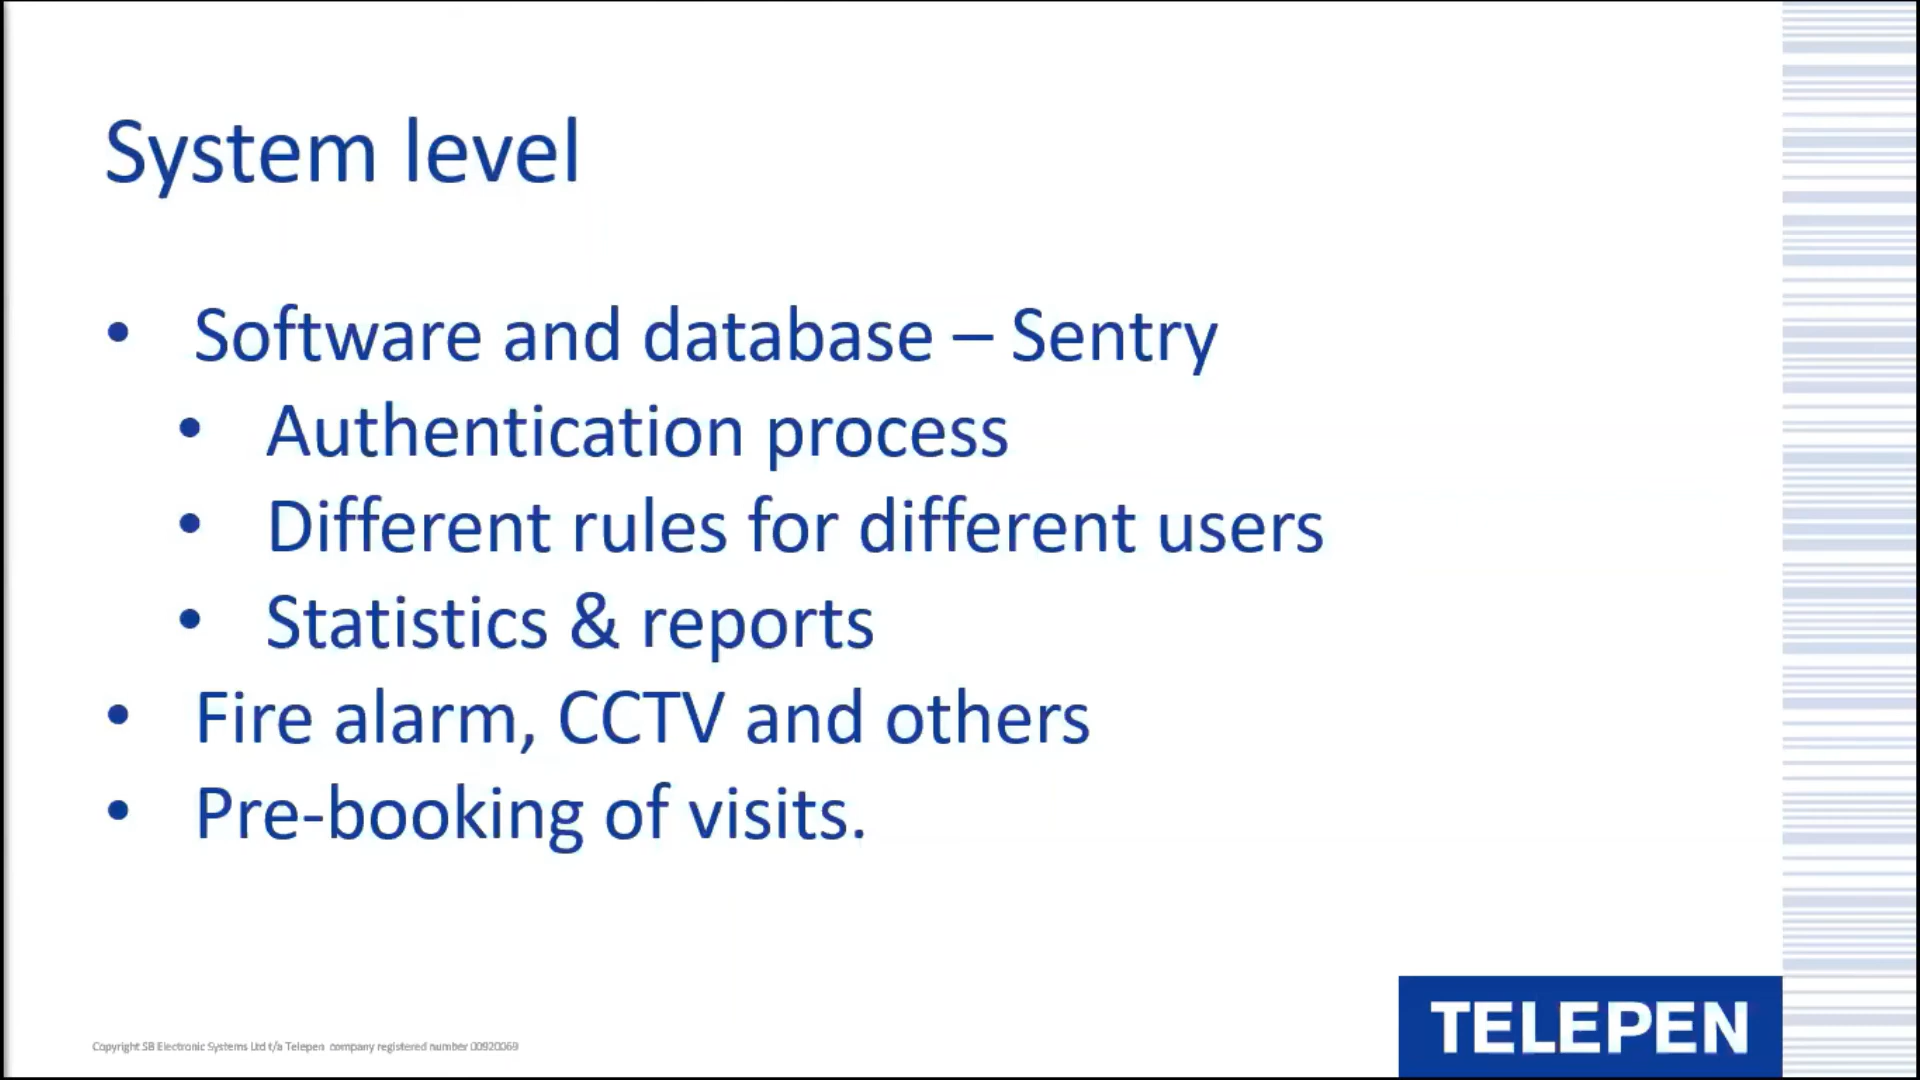 System level
• Software and database – Sentry
• Authentication process
• Different rules for different users
• Statistics & reports
• Fire alarm, CCTV and others
• Pre-booking of visits.
Copyright SB Electronic Systems Ltd t/a Telepen company registered number 00920069
TELEPEN